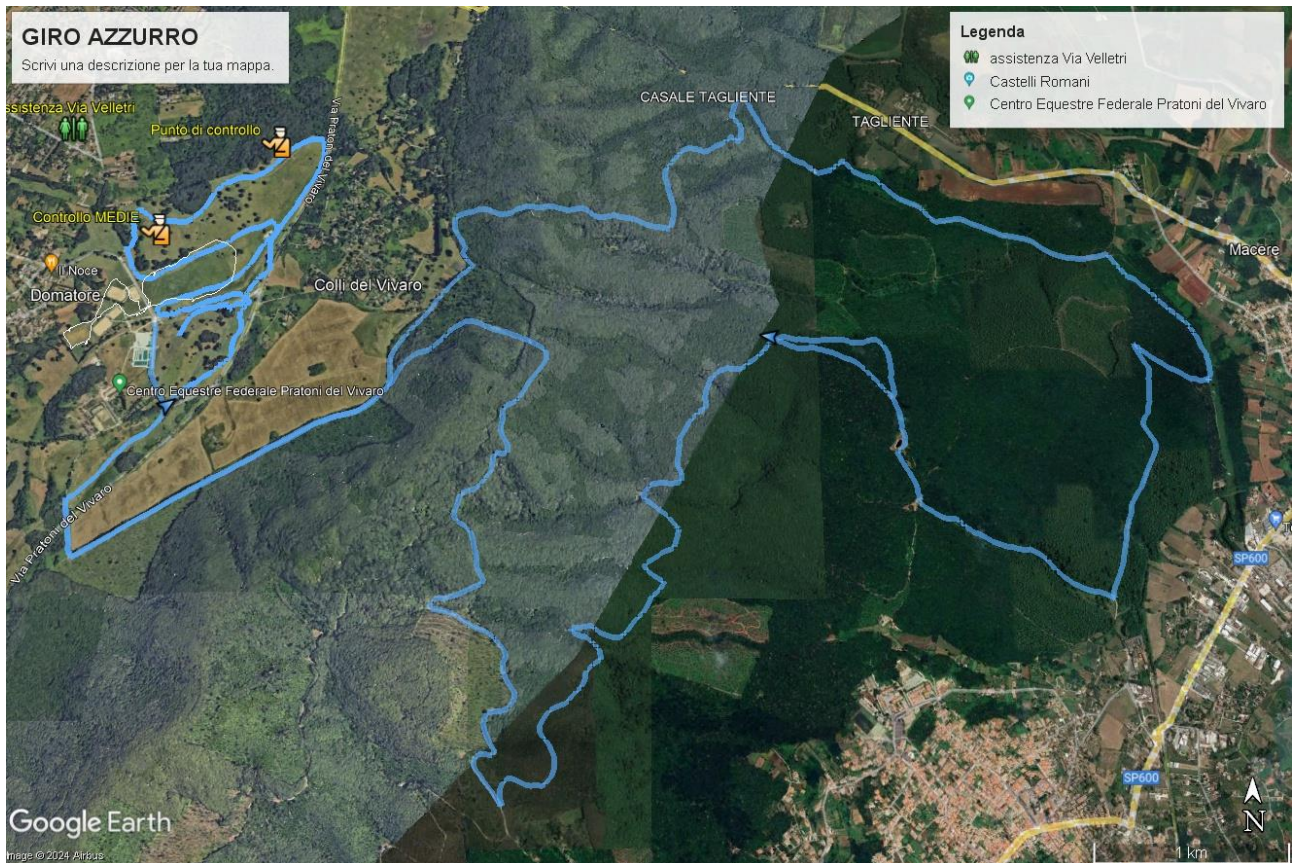 GIRO AZZURRO
Scrivi una descrizione per la tua mappa.
Legenda
assistenza Via Velletri
Castelli Romani
Centro Equestre Federale Pratoni del Vivaro
ssistenza Via Velletri
Punto di controllo
Via Pratoni del Vivaro
CASALE TAGLIENTE
TAGLIENTE
Controllo MEDIE
Il Noce
Domatore
Colli del Vivaro
Macere
Centro Equestre Federale Pratoni del Vivaro
Via Pratoni del Vivaro
SP600
SP600
Google Earth
N
1 km
Image © 2024 Airbus